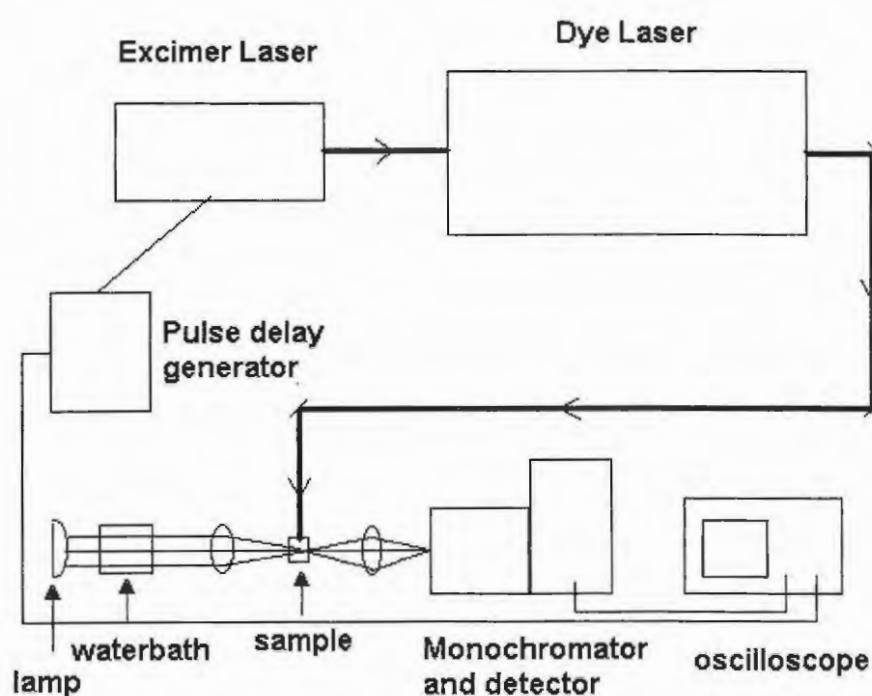 Dye Laser
Excimer Laser
Pulse delay
generator
lamp
waterbath
sample
Monochromator
and detector
oscilloscope